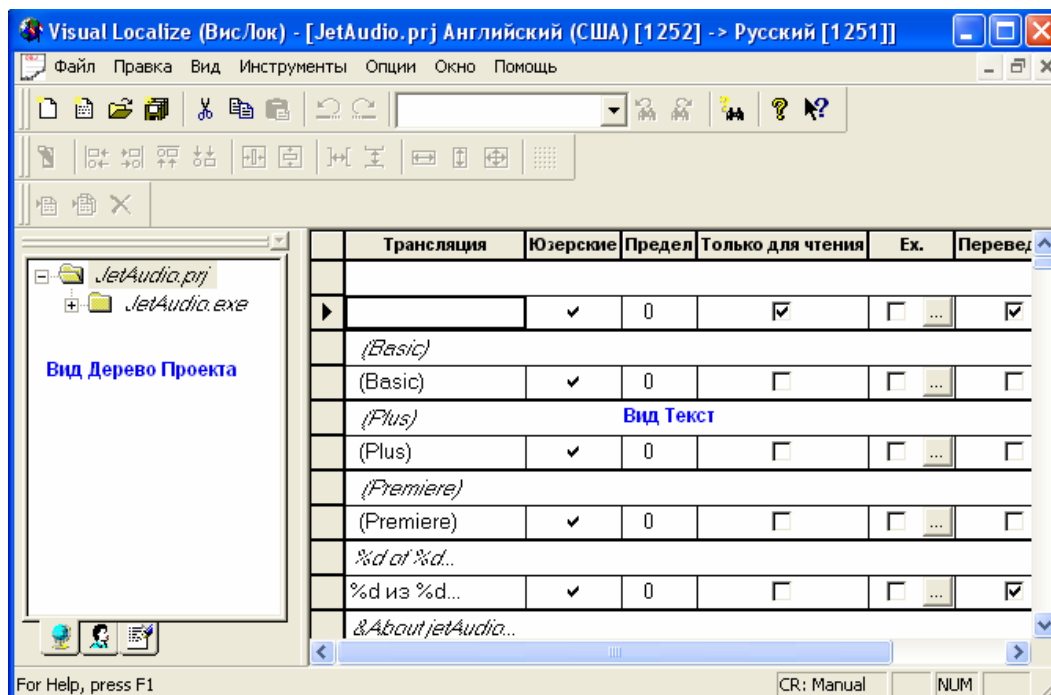 Visual Localize (ВисЛок) - [JetAudio.prj Английский (США) [1252] -> Русский [1251]]
Файл Правка Вид Инструменты Опции Окно Помощь
Трансляция Юзерские Предел Только для чтения Ex. Перевед
JetAudio.prj
JetAudio.exe
Вид Дерево Проекта
0
...
(Basic)
(Basic) 0 ...
(Plus) Вид Текст
(Plus) 0 ...
(Premiere)
(Premiere) 0 ...
%d of %d...
%d из %d... 0 ...
&About jetAudio...
For Help, press F1 CR: Manual NUM